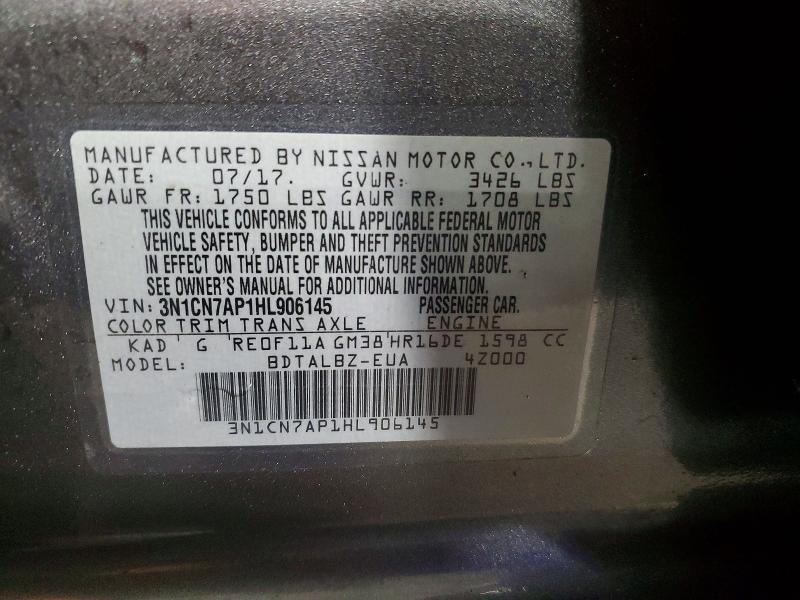 MANUFACTURED BY NISSAN MOTOR CO.,LTD.
DATE: 07/17. GVWR: 3426 LBS
GAWR FR: 1750 LBS GAWR RR: 1708 LBS
THIS VEHICLE CONFORMS TO ALL APPLICABLE FEDERAL MOTOR
VEHICLE SAFETY, BUMPER AND THEFT PREVENTION STANDARDS
IN EFFECT ON THE DATE OF MANUFACTURE SHOWN ABOVE.
SEE OWNER'S MANUAL FOR ADDITIONAL INFORMATION.
VIN: 3N1CN7AP1HL906145 PASSENGER CAR.
COLOR TRIM TRANS AXLE ENGINE
KAD ' G 'RE0F11A GM38'HR16DE 1598 CC
MODEL: BDTALBZ-EUA 4Z000
3N1CN7AP1HL906145